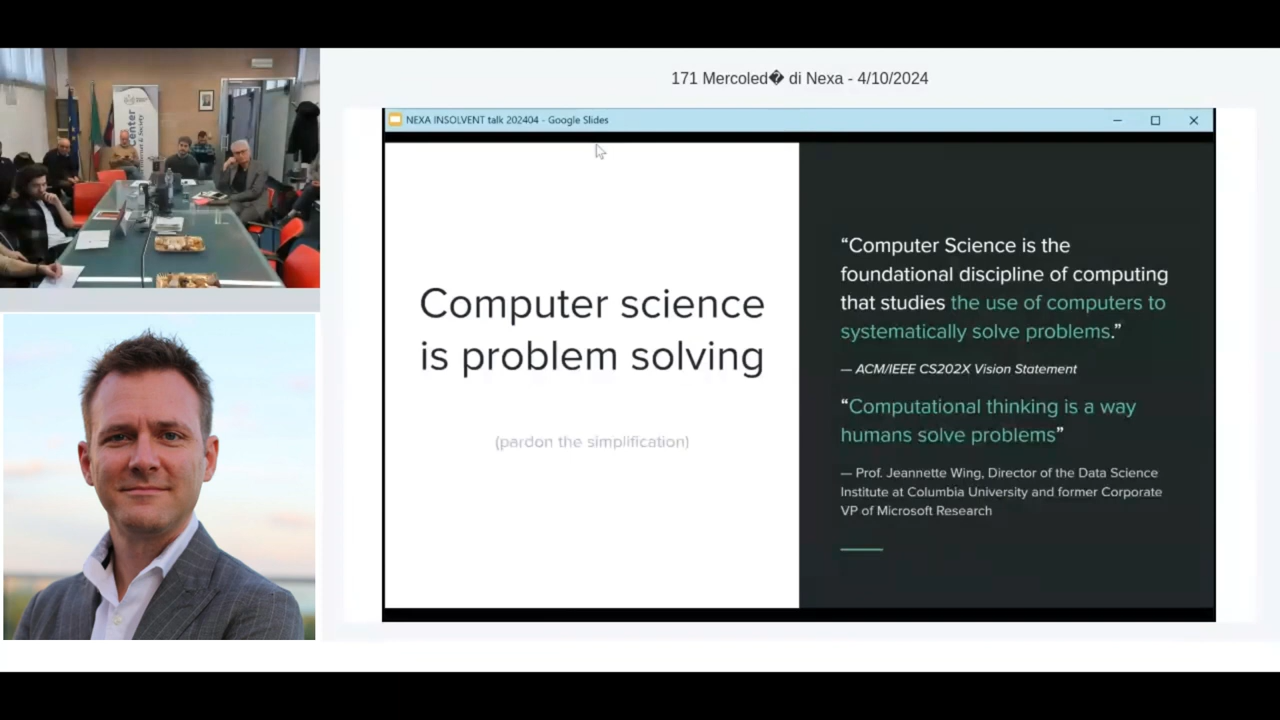 171 Mercoled� di Nexa - 4/10/2024
NEXA INSOLVENT talk 202404 - Google Slides
Computer science
is problem solving
(pardon the simplification)
“Computer Science is the
foundational discipline of computing
that studies the use of computers to
systematically solve problems.”
— ACM/IEEE CS202X Vision Statement
“Computational thinking is a way
humans solve problems”
— Prof. Jeannette Wing, Director of the Data Science
Institute at Columbia University and former Corporate
VP of Microsoft Research
center